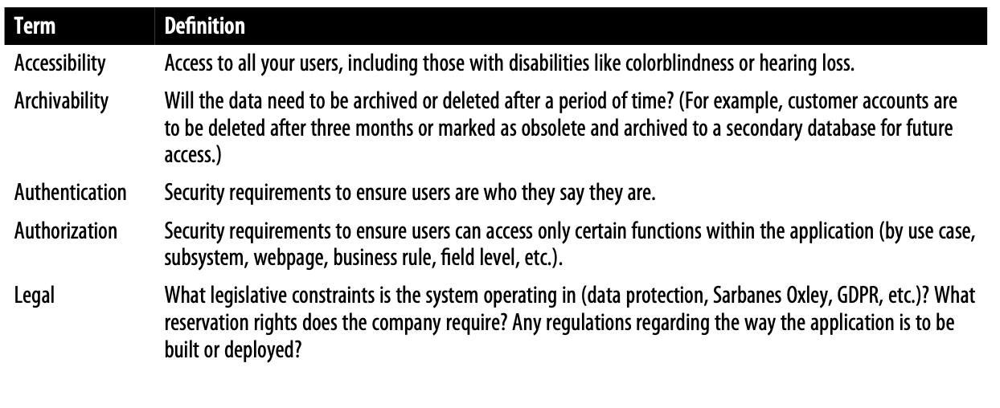 Term Definition
Accessibility Access to all your users, including those with disabilities like colorblindness or hearing loss.
Archivability Will the data need to be archived or deleted after a period of time? (For example, customer accounts are
to be deleted after three months or marked as obsolete and archived to a secondary database for future
access.)
Authentication Security requirements to ensure users are who they say they are.
Authorization Security requirements to ensure users can access only certain functions within the application (by use case,
subsystem, webpage, business rule, field level, etc.).
Legal What legislative constraints is the system operating in (data protection, Sarbanes Oxley, GDPR, etc.)? What
reservation rights does the company require? Any regulations regarding the way the application is to be
built or deployed?